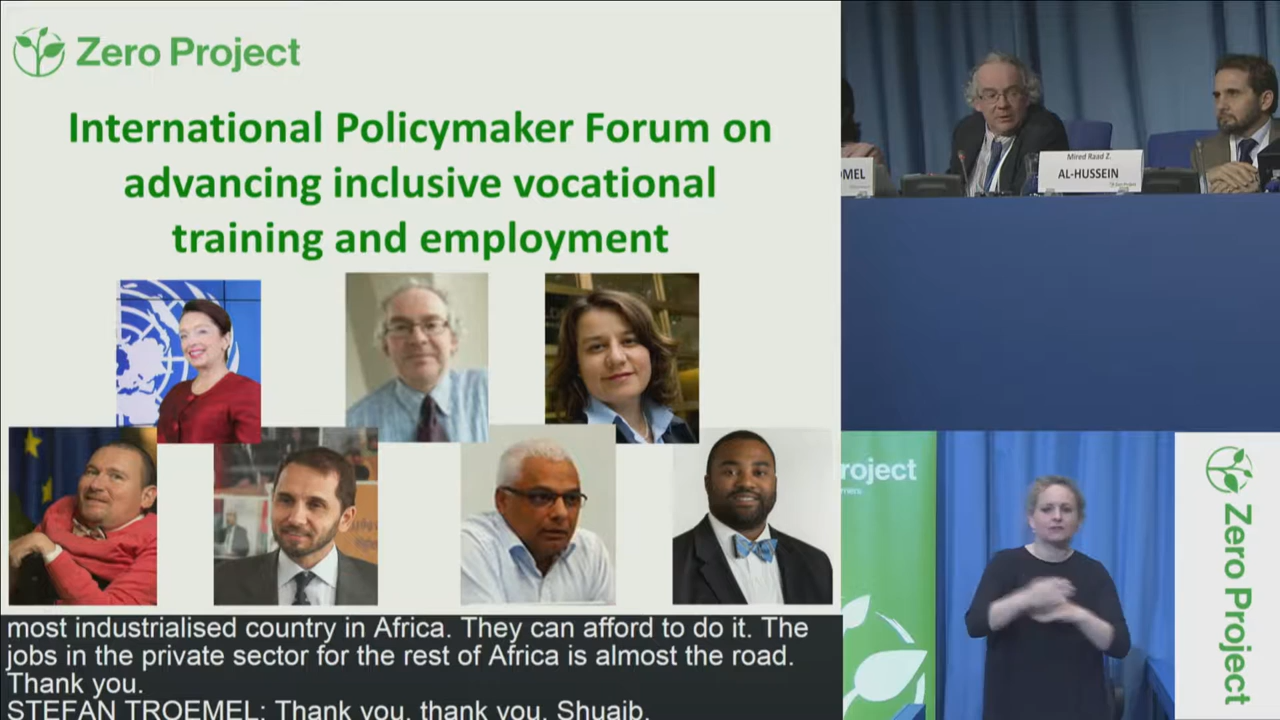 Zero Project
International Policymaker Forum on
advancing inclusive vocational
training and employment
most industrialised country in Africa. They can afford to do it. The
jobs in the private sector for the rest of Africa is almost the road.
Thank you.
STEFAN TROEMEL: Thank you, thank you, Shuaib.
OMEL
Mired Raad Z.
AL-HUSSEIN
roject
Zero Project